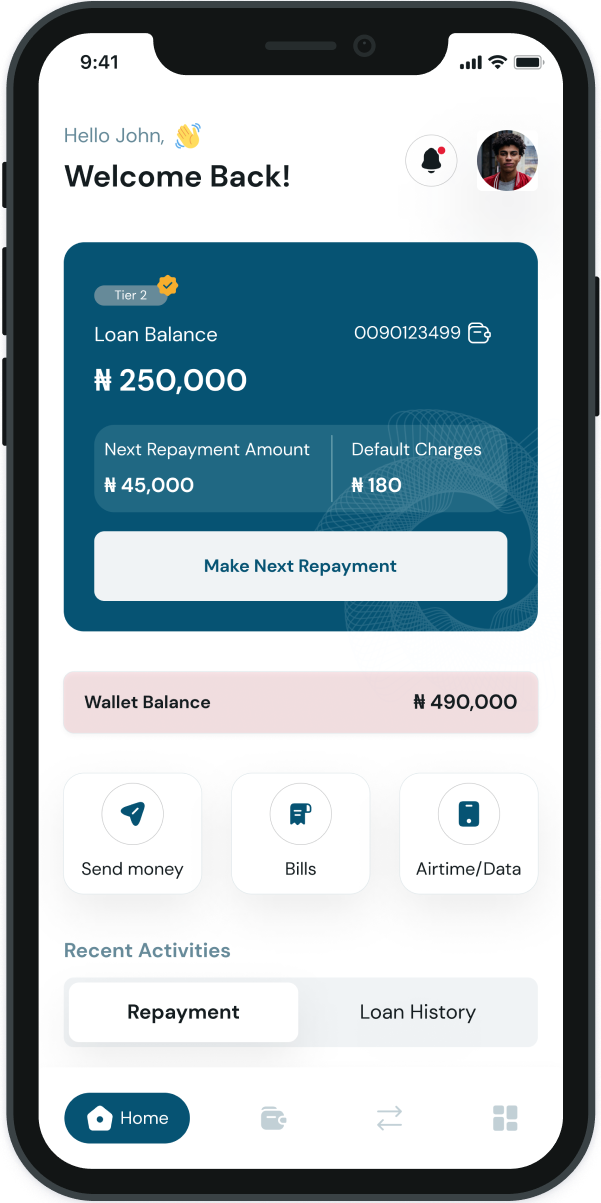 9:41
Hello John, 👋
Welcome Back!
Tier 2
Loan Balance
0090123499
₦ 250,000
Next Repayment Amount
Default Charges
₦ 45,000
₦ 180
Make Next Repayment
Wallet Balance
₦ 490,000
Send money
Bills
Airtime/Data
Recent Activities
Repayment
Loan History
Home